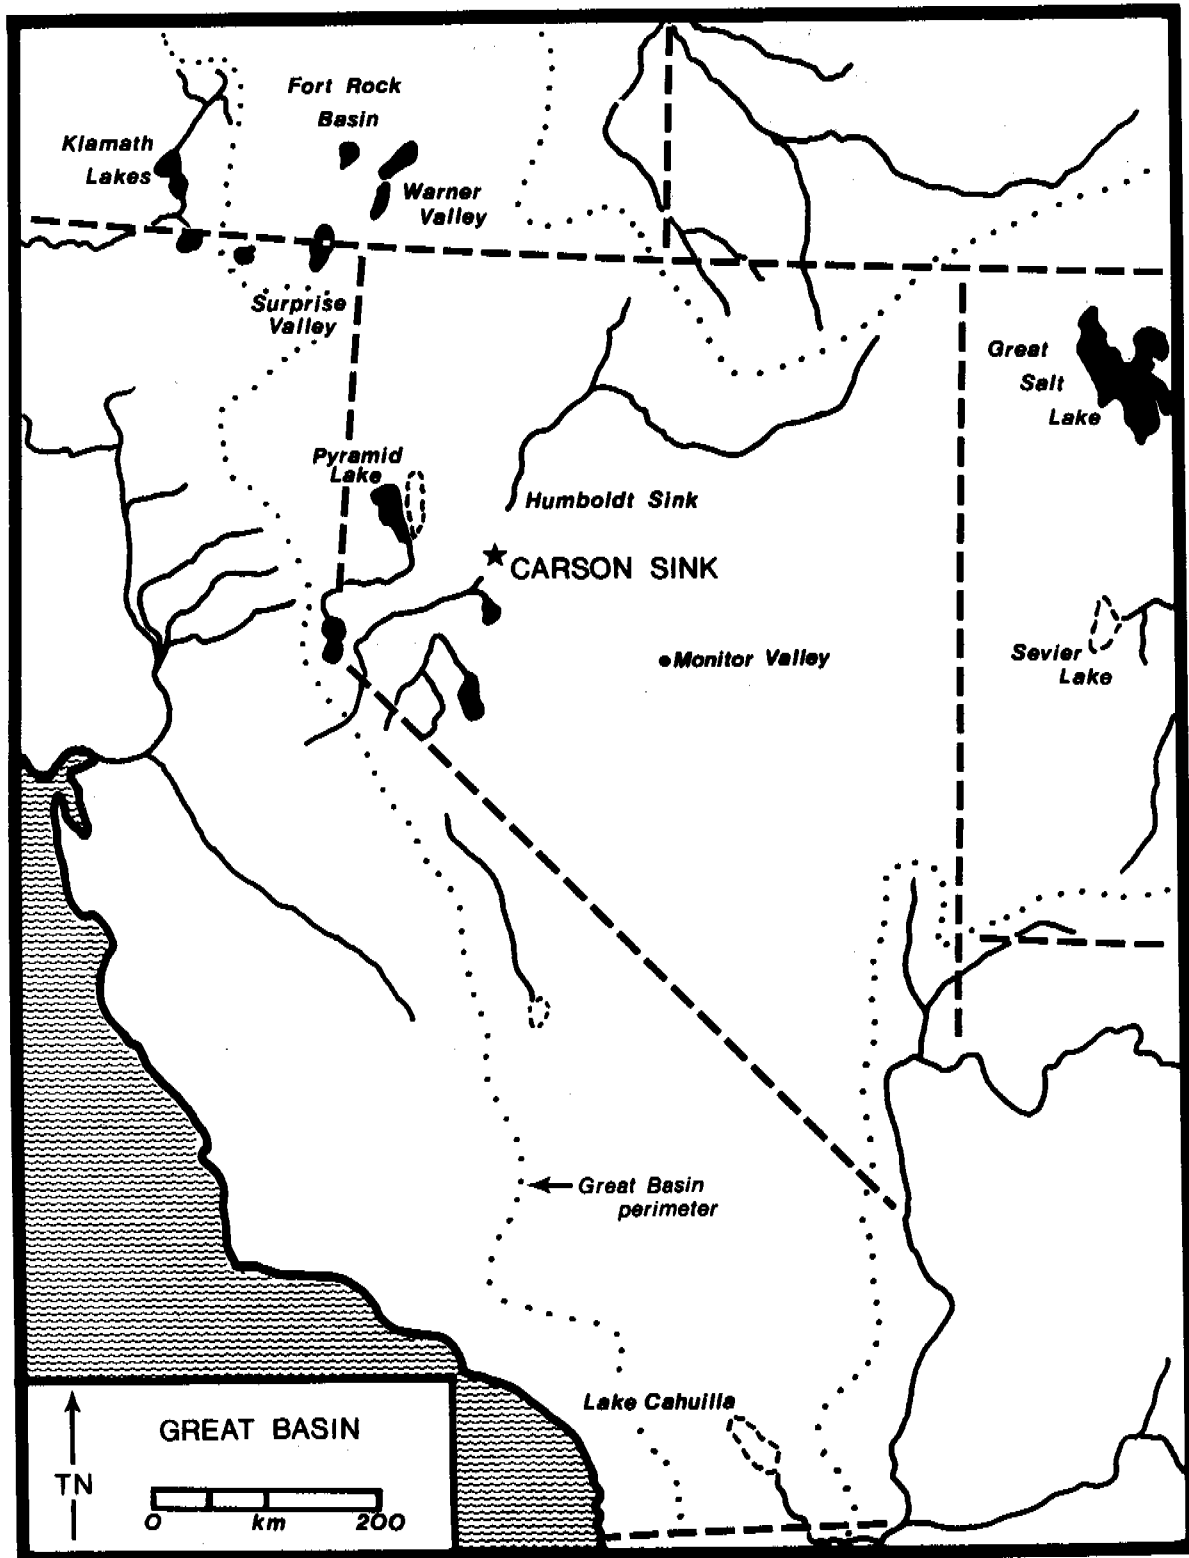 Fort Rock
Basin
Klamath
Lakes
Warner
Valley
Surprise
Valley
Great
Salt
Lake
Pyramid
Lake
Humboldt Sink
CARSON SINK
Monitor Valley
Sevier
Lake
Great Basin
perimeter
Lake Cahuilla
GREAT BASIN
TN
0 km 200